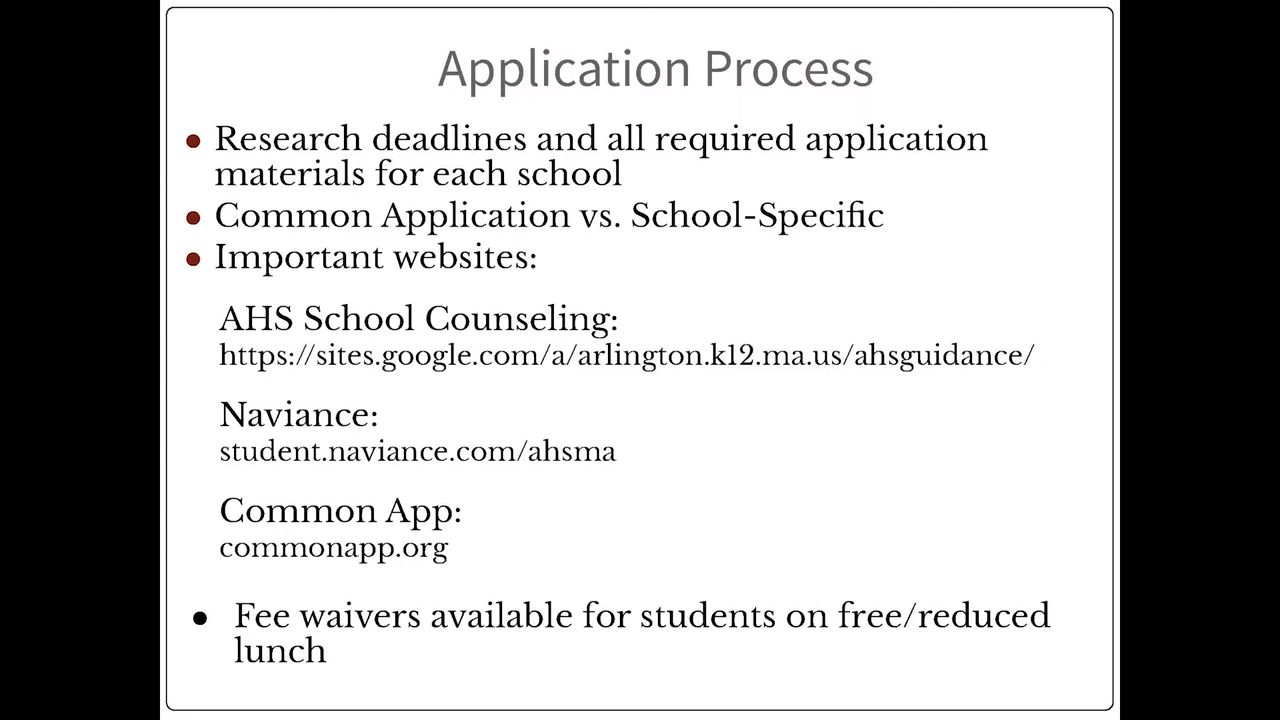 Application Process
• Research deadlines and all required application
materials for each school
• Common Application vs. School-Specific
• Important websites:
AHS School Counseling:
https://sites.google.com/a/arlington.k12.ma.us/ahsguidance/
Naviance:
student.naviance.com/ahsma
Common App:
commonapp.org
• Fee waivers available for students on free/reduced
lunch